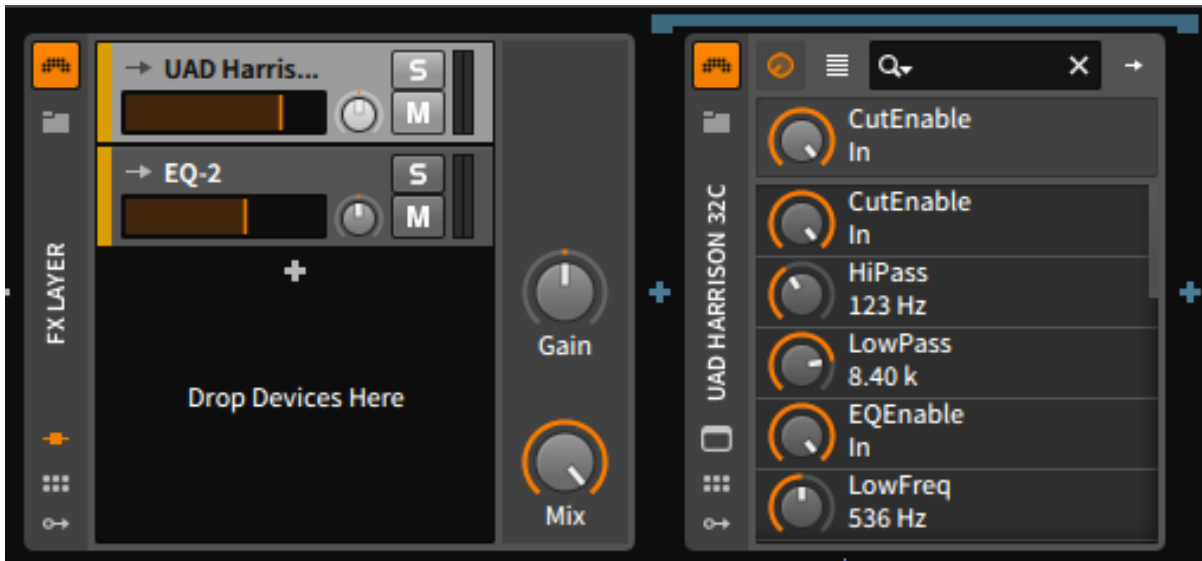 UAD Harris...
S
M
EQ-2
S
M
FX LAYER
Drop Devices Here
Gain
Mix
UAD HARRISON 32C
CutEnable
In
CutEnable
In
HiPass
123 Hz
LowPass
8.40 k
EQEnable
In
LowFreq
536 Hz